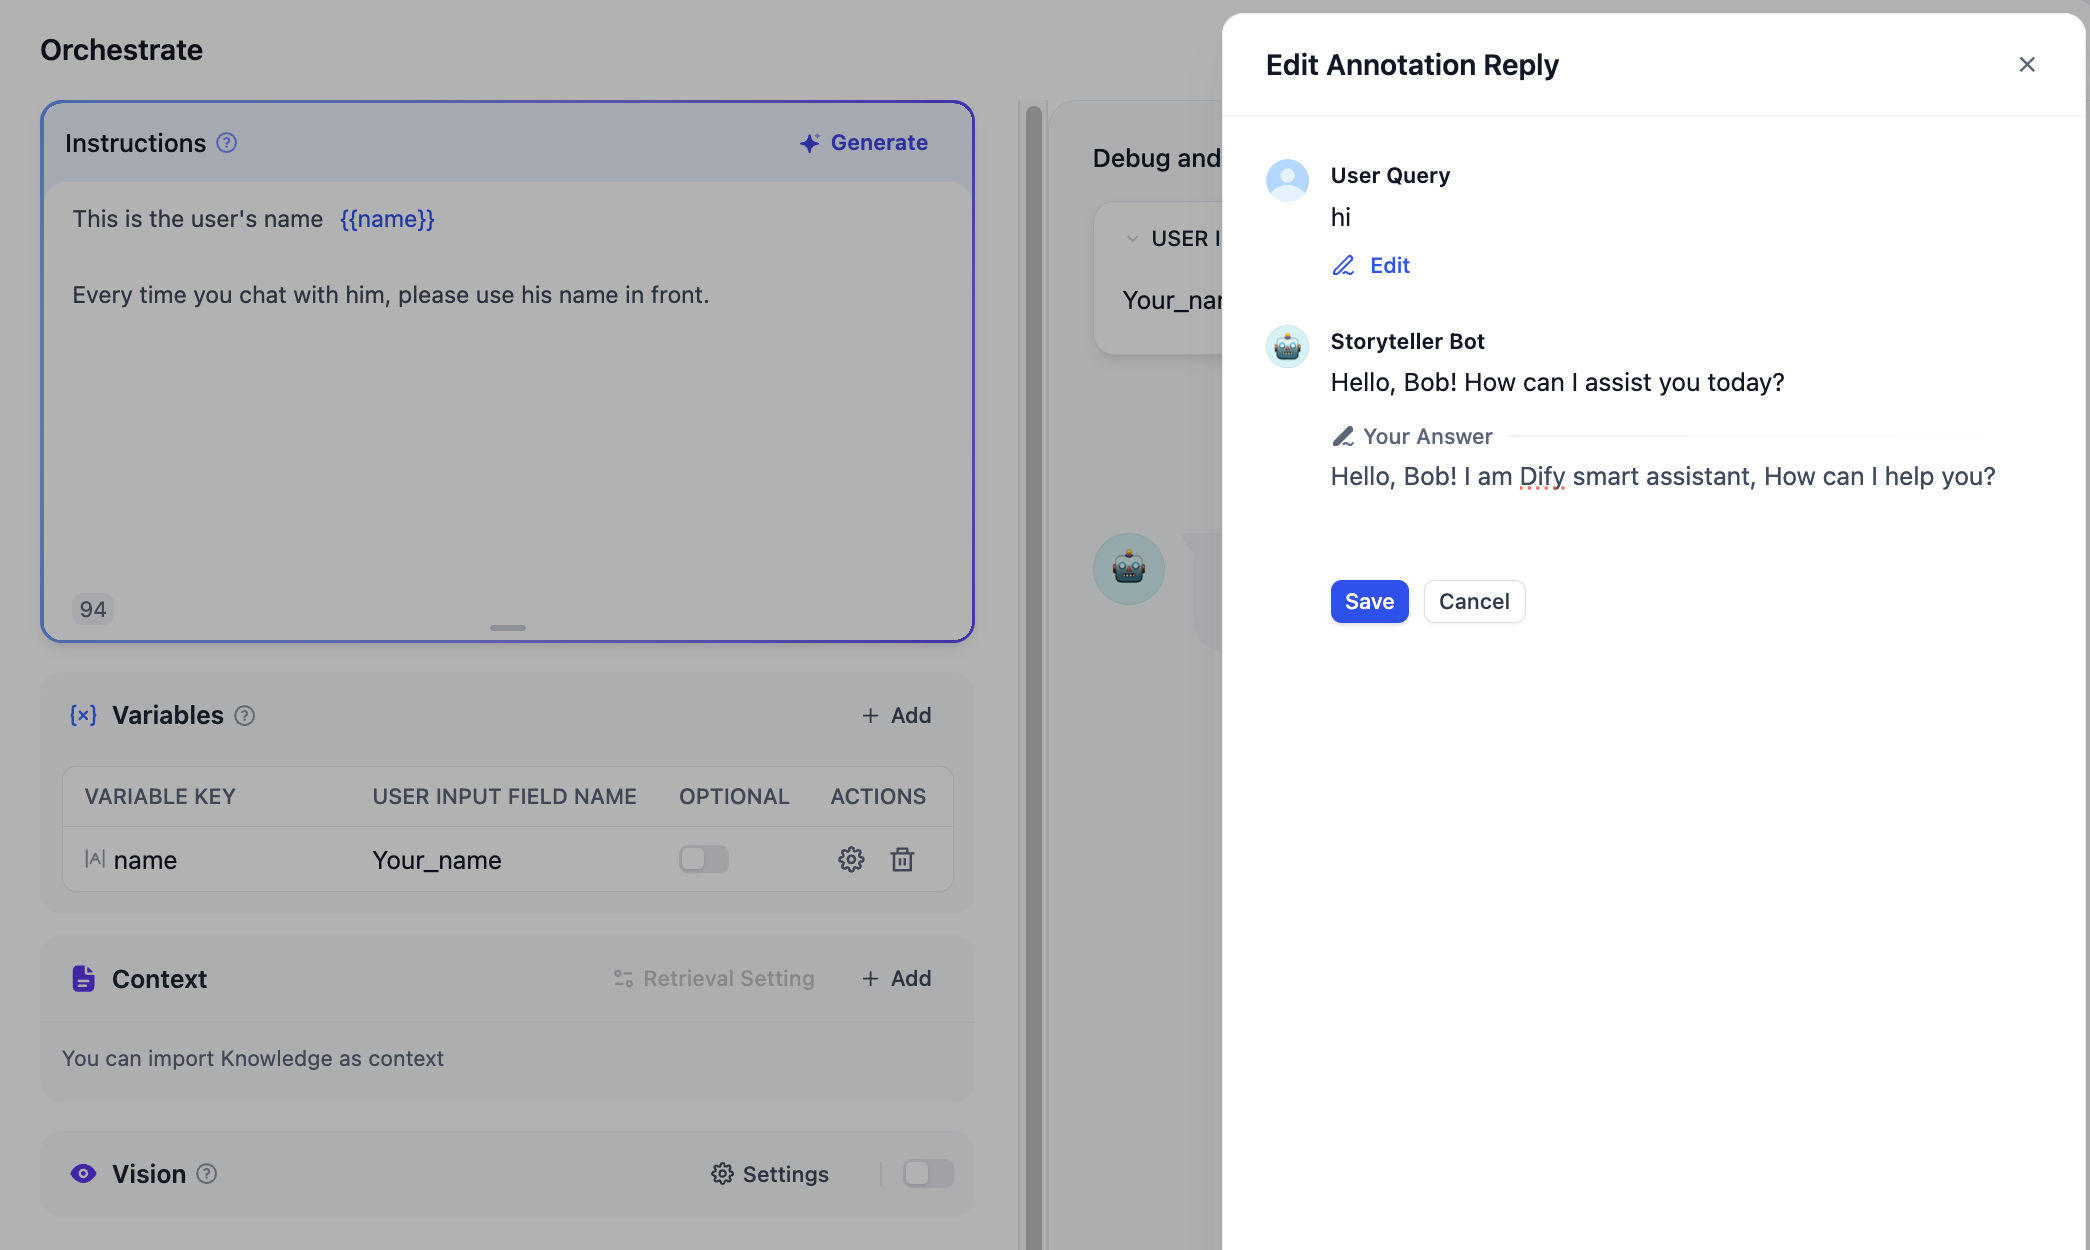 Orchestrate
Instructions
Generate
This is the user's name {{name}}
Every time you chat with him, please use his name in front.
94
Variables
+ Add
VARIABLE KEY USER INPUT FIELD NAME OPTIONAL ACTIONS
name Your_name
Context
Retrieval Setting
+ Add
You can import Knowledge as context
Vision
Settings
Debug and
USER I
Your_nar
Edit Annotation Reply
User Query
hi
Edit
Storyteller Bot
Hello, Bob! How can I assist you today?
Your Answer
Hello, Bob! I am Dify smart assistant, How can I help you?
Save Cancel